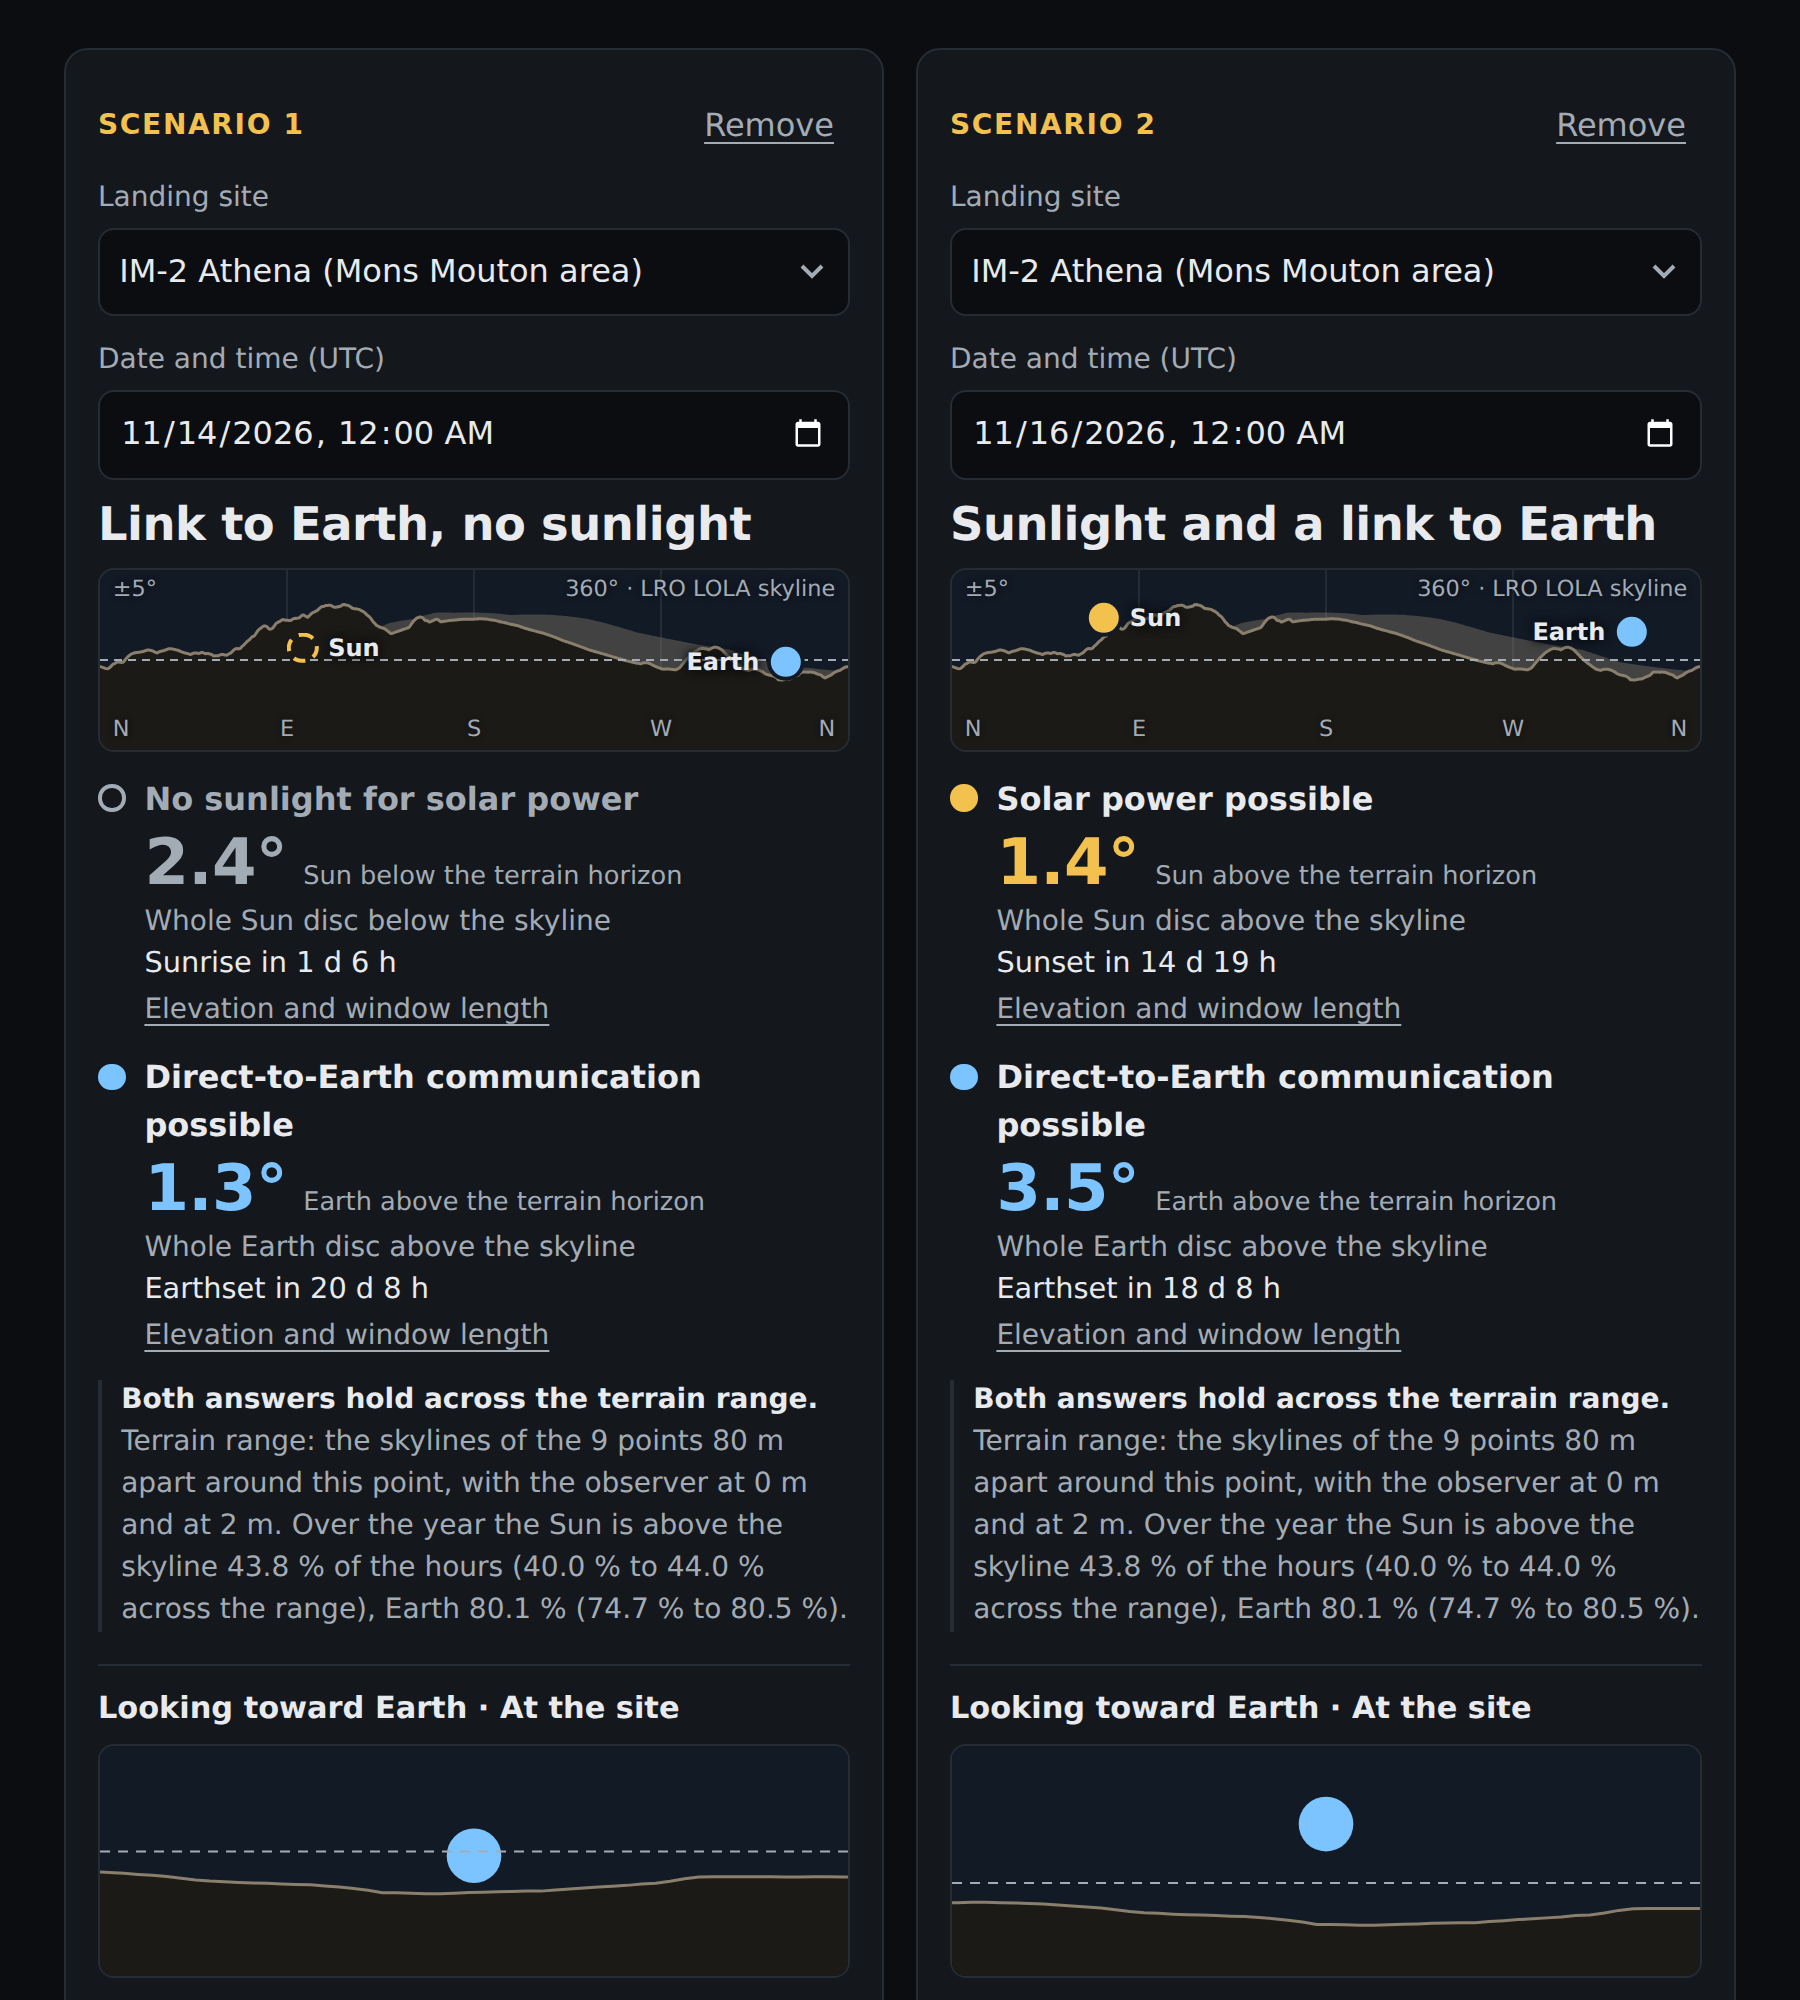 SCENARIO 1
Remove
Landing site
IM-2 Athena (Mons Mouton area)
Date and time (UTC)
11/14/2026, 12:00 AM
Link to Earth, no sunlight
±5°
360° · LRO LOLA skyline
Sun
Earth
N E S W N
No sunlight for solar power
2.4° Sun below the terrain horizon
Whole Sun disc below the skyline
Sunrise in 1 d 6 h
Elevation and window length
Direct-to-Earth communication
possible
1.3° Earth above the terrain horizon
Whole Earth disc above the skyline
Earthset in 20 d 8 h
Elevation and window length
Both answers hold across the terrain range.
Terrain range: the skylines of the 9 points 80 m
apart around this point, with the observer at 0 m
and at 2 m. Over the year the Sun is above the
skyline 43.8 % of the hours (40.0 % to 44.0 %
across the range), Earth 80.1 % (74.7 % to 80.5 %).
Looking toward Earth · At the site
SCENARIO 2
Remove
Landing site
IM-2 Athena (Mons Mouton area)
Date and time (UTC)
11/16/2026, 12:00 AM
Sunlight and a link to Earth
±5°
360° · LRO LOLA skyline
Sun
Earth
N E S W N
Solar power possible
1.4° Sun above the terrain horizon
Whole Sun disc above the skyline
Sunset in 14 d 19 h
Elevation and window length
Direct-to-Earth communication
possible
3.5° Earth above the terrain horizon
Whole Earth disc above the skyline
Earthset in 18 d 8 h
Elevation and window length
Both answers hold across the terrain range.
Terrain range: the skylines of the 9 points 80 m
apart around this point, with the observer at 0 m
and at 2 m. Over the year the Sun is above the
skyline 43.8 % of the hours (40.0 % to 44.0 %
across the range), Earth 80.1 % (74.7 % to 80.5 %).
Looking toward Earth · At the site